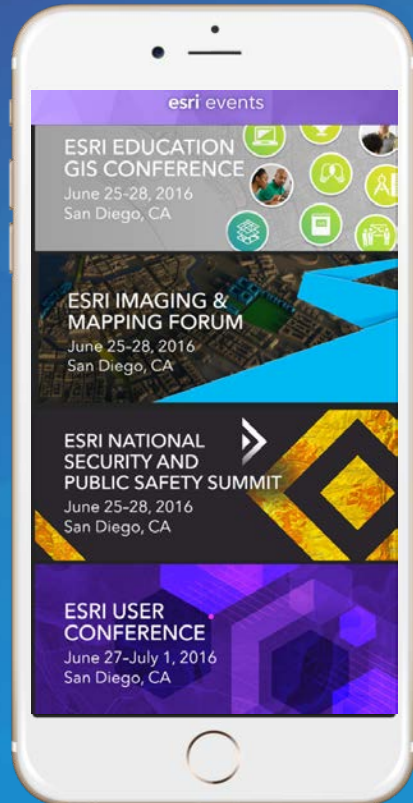 esri events
ESRI EDUCATION
GIS CONFERENCE
June 25-28, 2016
San Diego, CA
ESRI IMAGING &
MAPPING FORUM
June 25-28, 2016
San Diego, CA
ESRI NATIONAL
SECURITY AND
PUBLIC SAFETY SUMMIT
June 25-28, 2016
San Diego, CA
ESRI USER
CONFERENCE
June 27–July 1, 2016
San Diego, CA